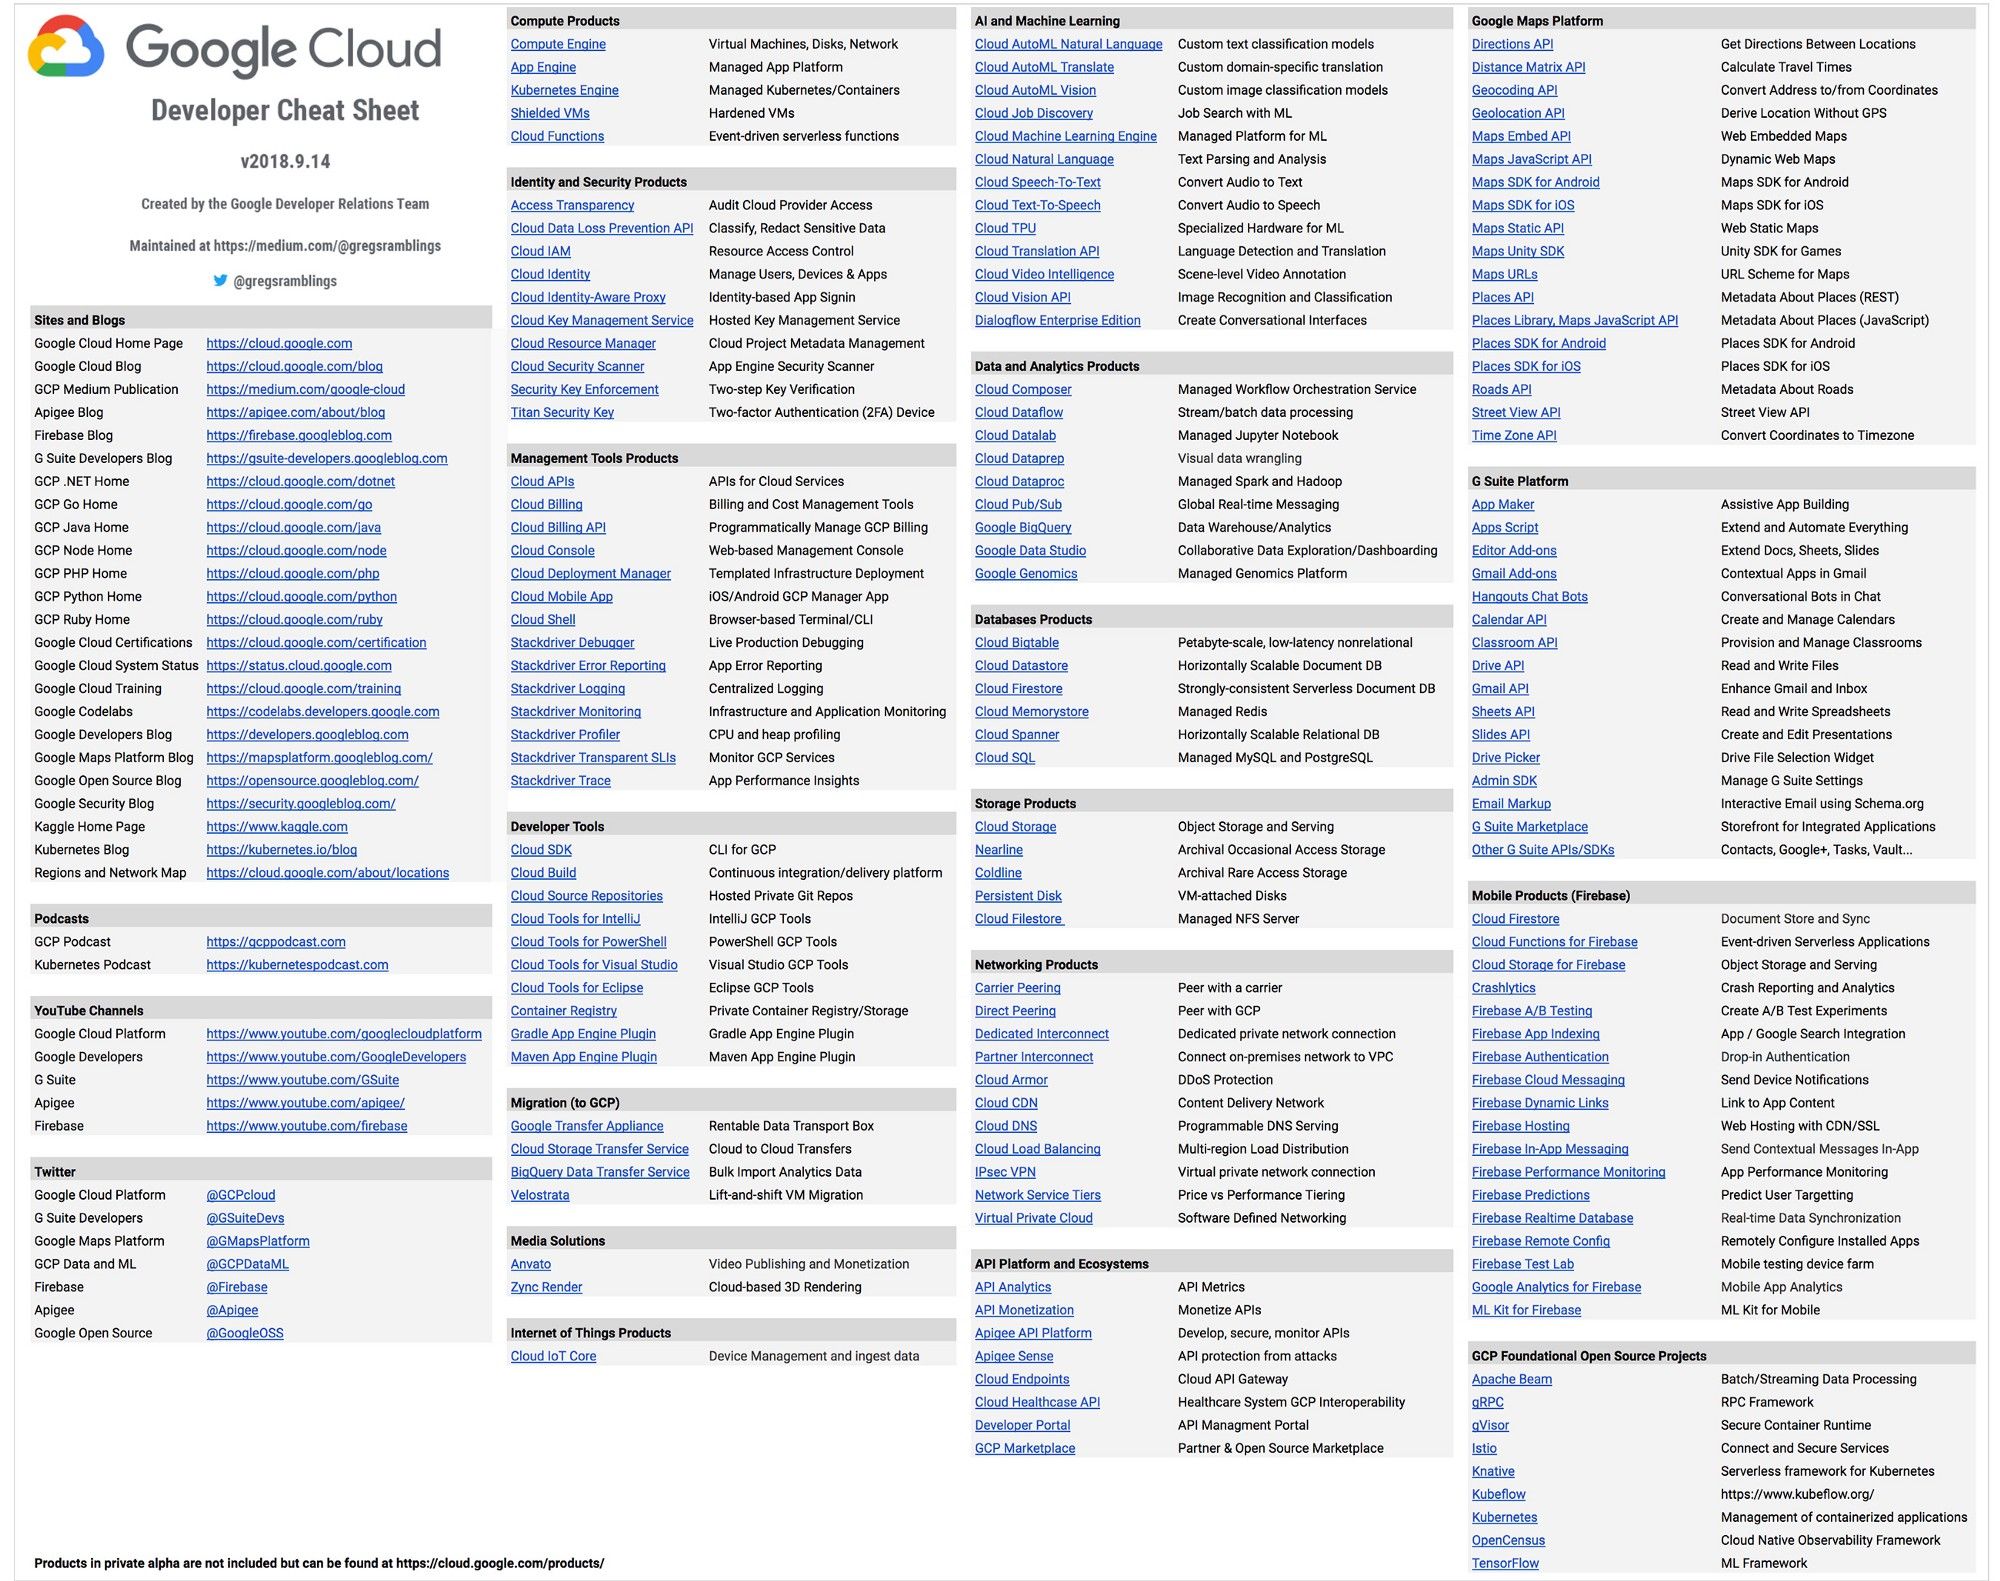 Google Cloud
Developer Cheat Sheet
v2018.9.14
Created by the Google Developer Relations Team
Maintained at https://medium.com/@gregsramblings
@gregsramblings
Sites and Blogs
Google Cloud Home Page https://cloud.google.com
Google Cloud Blog https://cloud.google.com/blog
GCP Medium Publication https://medium.com/google-cloud
Apigee Blog https://apigee.com/about/blog
Firebase Blog https://firebase.googleblog.com
G Suite Developers Blog https://gsuite-developers.googleblog.com
GCP .NET Home https://cloud.google.com/dotnet
GCP Go Home https://cloud.google.com/go
GCP Java Home https://cloud.google.com/java
GCP Node Home https://cloud.google.com/node
GCP PHP Home https://cloud.google.com/php
GCP Python Home https://cloud.google.com/python
GCP Ruby Home https://cloud.google.com/ruby
Google Cloud Certifications https://cloud.google.com/certification
Google Cloud System Status https://status.cloud.google.com
Google Cloud Training https://cloud.google.com/training
Google Codelabs https://codelabs.developers.google.com
Google Developers Blog https://developers.googleblog.com
Google Maps Platform Blog https://mapsplatform.googleblog.com/
Google Open Source Blog https://opensource.googleblog.com/
Google Security Blog https://security.googleblog.com/
Kaggle Home Page https://www.kaggle.com
Kubernetes Blog https://kubernetes.io/blog
Regions and Network Map https://cloud.google.com/about/locations
Podcasts
GCP Podcast https://gcppodcast.com
Kubernetes Podcast https://kubernetespodcast.com
YouTube Channels
Google Cloud Platform https://www.youtube.com/googlecloudplatform
Google Developers https://www.youtube.com/GoogleDevelopers
G Suite https://www.youtube.com/GSuite
Apigee https://www.youtube.com/apigee/
Firebase https://www.youtube.com/firebase
Twitter
Google Cloud Platform @GCPcloud
G Suite Developers @GSuiteDevs
Google Maps Platform @GMapsPlatform
GCP Data and ML @GCPDataML
Firebase @Firebase
Apigee @Apigee
Google Open Source @GoogleOSS
Products in private alpha are not included but can be found at https://cloud.google.com/products/
Compute Products
Compute Engine Virtual Machines, Disks, Network
App Engine Managed App Platform
Kubernetes Engine Managed Kubernetes/Containers
Shielded VMs Hardened VMs
Cloud Functions Event-driven serverless functions
Identity and Security Products
Access Transparency Audit Cloud Provider Access
Cloud Data Loss Prevention API Classify, Redact Sensitive Data
Cloud IAM Resource Access Control
Cloud Identity Manage Users, Devices & Apps
Cloud Identity-Aware Proxy Identity-based App Signin
Cloud Key Management Service Hosted Key Management Service
Cloud Resource Manager Cloud Project Metadata Management
Cloud Security Scanner App Engine Security Scanner
Security Key Enforcement Two-step Key Verification
Titan Security Key Two-factor Authentication (2FA) Device
Management Tools Products
Cloud APIs APIs for Cloud Services
Cloud Billing Billing and Cost Management Tools
Cloud Billing API Programmatically Manage GCP Billing
Cloud Console Web-based Management Console
Cloud Deployment Manager Templated Infrastructure Deployment
Cloud Mobile App iOS/Android GCP Manager App
Cloud Shell Browser-based Terminal/CLI
Stackdriver Debugger Live Production Debugging
Stackdriver Error Reporting App Error Reporting
Stackdriver Logging Centralized Logging
Stackdriver Monitoring Infrastructure and Application Monitoring
Stackdriver Profiler CPU and heap profiling
Stackdriver Transparent SLIs Monitor GCP Services
Stackdriver Trace App Performance Insights
Developer Tools
Cloud SDK CLI for GCP
Cloud Build Continuous integration/delivery platform
Cloud Source Repositories Hosted Private Git Repos
Cloud Tools for IntelliJ IntelliJ GCP Tools
Cloud Tools for PowerShell PowerShell GCP Tools
Cloud Tools for Visual Studio Visual Studio GCP Tools
Cloud Tools for Eclipse Eclipse GCP Tools
Container Registry Private Container Registry/Storage
Gradle App Engine Plugin Gradle App Engine Plugin
Maven App Engine Plugin Maven App Engine Plugin
Migration (to GCP)
Google Transfer Appliance Rentable Data Transport Box
Cloud Storage Transfer Service Cloud to Cloud Transfers
BigQuery Data Transfer Service Bulk Import Analytics Data
Velostrata Lift-and-shift VM Migration
Media Solutions
Anvato Video Publishing and Monetization
Zync Render Cloud-based 3D Rendering
Internet of Things Products
Cloud IoT Core Device Management and ingest data
AI and Machine Learning
Cloud AutoML Natural Language Custom text classification models
Cloud AutoML Translate Custom domain-specific translation
Cloud AutoML Vision Custom image classification models
Cloud Job Discovery Job Search with ML
Cloud Machine Learning Engine Managed Platform for ML
Cloud Natural Language Text Parsing and Analysis
Cloud Speech-To-Text Convert Audio to Text
Cloud Text-To-Speech Convert Audio to Speech
Cloud TPU Specialized Hardware for ML
Cloud Translation API Language Detection and Translation
Cloud Video Intelligence Scene-level Video Annotation
Cloud Vision API Image Recognition and Classification
Dialogflow Enterprise Edition Create Conversational Interfaces
Data and Analytics Products
Cloud Composer Managed Workflow Orchestration Service
Cloud Dataflow Stream/batch data processing
Cloud Datalab Managed Jupyter Notebook
Cloud Dataprep Visual data wrangling
Cloud Dataproc Managed Spark and Hadoop
Cloud Pub/Sub Global Real-time Messaging
Google BigQuery Data Warehouse/Analytics
Google Data Studio Collaborative Data Exploration/Dashboarding
Google Genomics Managed Genomics Platform
Databases Products
Cloud Bigtable Petabyte-scale, low-latency nonrelational
Cloud Datastore Horizontally Scalable Document DB
Cloud Firestore Strongly-consistent Serverless Document DB
Cloud Memorystore Managed Redis
Cloud Spanner Horizontally Scalable Relational DB
Cloud SQL Managed MySQL and PostgreSQL
Storage Products
Cloud Storage Object Storage and Serving
Nearline Archival Occasional Access Storage
Coldline Archival Rare Access Storage
Persistent Disk VM-attached Disks
Cloud Filestore Managed NFS Server
Networking Products
Carrier Peering Peer with a carrier
Direct Peering Peer with GCP
Dedicated Interconnect Dedicated private network connection
Partner Interconnect Connect on-premises network to VPC
Cloud Armor DDoS Protection
Cloud CDN Content Delivery Network
Cloud DNS Programmable DNS Serving
Cloud Load Balancing Multi-region Load Distribution
IPsec VPN Virtual private network connection
Network Service Tiers Price vs Performance Tiering
Virtual Private Cloud Software Defined Networking
API Platform and Ecosystems
API Analytics API Metrics
API Monetization Monetize APIs
Apigee API Platform Develop, secure, monitor APIs
Apigee Sense API protection from attacks
Cloud Endpoints Cloud API Gateway
Cloud Healthcase API Healthcare System GCP Interoperability
Developer Portal API Managment Portal
GCP Marketplace Partner & Open Source Marketplace
Google Maps Platform
Directions API Get Directions Between Locations
Distance Matrix API Calculate Travel Times
Geocoding API Convert Address to/from Coordinates
Geolocation API Derive Location Without GPS
Maps Embed API Web Embedded Maps
Maps JavaScript API Dynamic Web Maps
Maps SDK for Android Maps SDK for Android
Maps SDK for iOS Maps SDK for iOS
Maps Static API Web Static Maps
Maps Unity SDK Unity SDK for Games
Maps URLs URL Scheme for Maps
Places API Metadata About Places (REST)
Places Library, Maps JavaScript API Metadata About Places (JavaScript)
Places SDK for Android Places SDK for Android
Places SDK for iOS Places SDK for iOS
Roads API Metadata About Roads
Street View API Street View API
Time Zone API Convert Coordinates to Timezone
G Suite Platform
App Maker Assistive App Building
Apps Script Extend and Automate Everything
Editor Add-ons Extend Docs, Sheets, Slides
Gmail Add-ons Contextual Apps in Gmail
Hangouts Chat Bots Conversational Bots in Chat
Calendar API Create and Manage Calendars
Classroom API Provision and Manage Classrooms
Drive API Read and Write Files
Gmail API Enhance Gmail and Inbox
Sheets API Read and Write Spreadsheets
Slides API Create and Edit Presentations
Drive Picker Drive File Selection Widget
Admin SDK Manage G Suite Settings
Email Markup Interactive Email using Schema.org
G Suite Marketplace Storefront for Integrated Applications
Other G Suite APIs/SDKs Contacts, Google+, Tasks, Vault...
Mobile Products (Firebase)
Cloud Firestore Document Store and Sync
Cloud Functions for Firebase Event-driven Serverless Applications
Cloud Storage for Firebase Object Storage and Serving
Crashlytics Crash Reporting and Analytics
Firebase A/B Testing Create A/B Test Experiments
Firebase App Indexing App / Google Search Integration
Firebase Authentication Drop-in Authentication
Firebase Cloud Messaging Send Device Notifications
Firebase Dynamic Links Link to App Content
Firebase Hosting Web Hosting with CDN/SSL
Firebase In-App Messaging Send Contextual Messages In-App
Firebase Performance Monitoring App Performance Monitoring
Firebase Predictions Predict User Targetting
Firebase Realtime Database Real-time Data Synchronization
Firebase Remote Config Remotely Configure Installed Apps
Firebase Test Lab Mobile testing device farm
Google Analytics for Firebase Mobile App Analytics
ML Kit for Firebase ML Kit for Mobile
GCP Foundational Open Source Projects
Apache Beam Batch/Streaming Data Processing
gRPC RPC Framework
gVisor Secure Container Runtime
Istio Connect and Secure Services
Knative Serverless framework for Kubernetes
Kubeflow https://www.kubeflow.org/
Kubernetes Management of containerized applications
OpenCensus Cloud Native Observability Framework
TensorFlow ML Framework